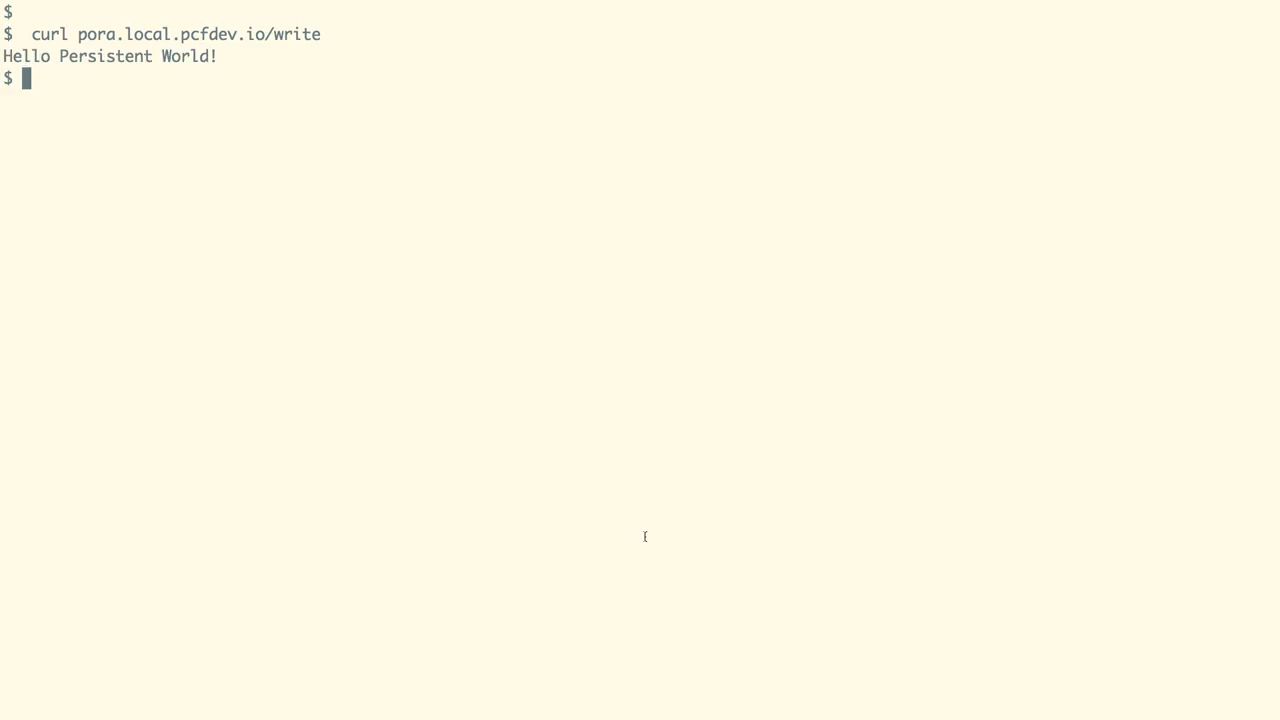 $
$  curl pora.local.pcfdev.io/write
Hello Persistent World!
$